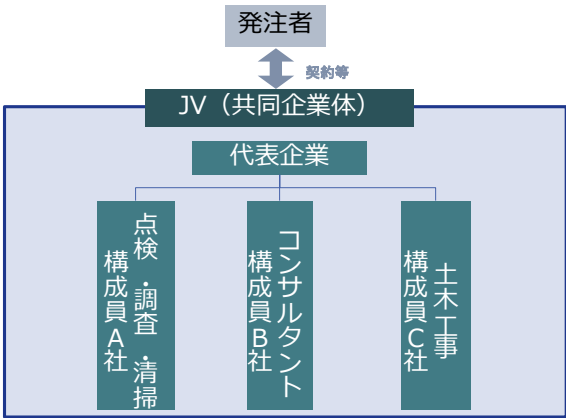 発注者
契約等
JV（共同企業体）
代表企業
点検・調査・清掃
構成員A社
コンサルタント
構成員B社
土木工事
構成員C社